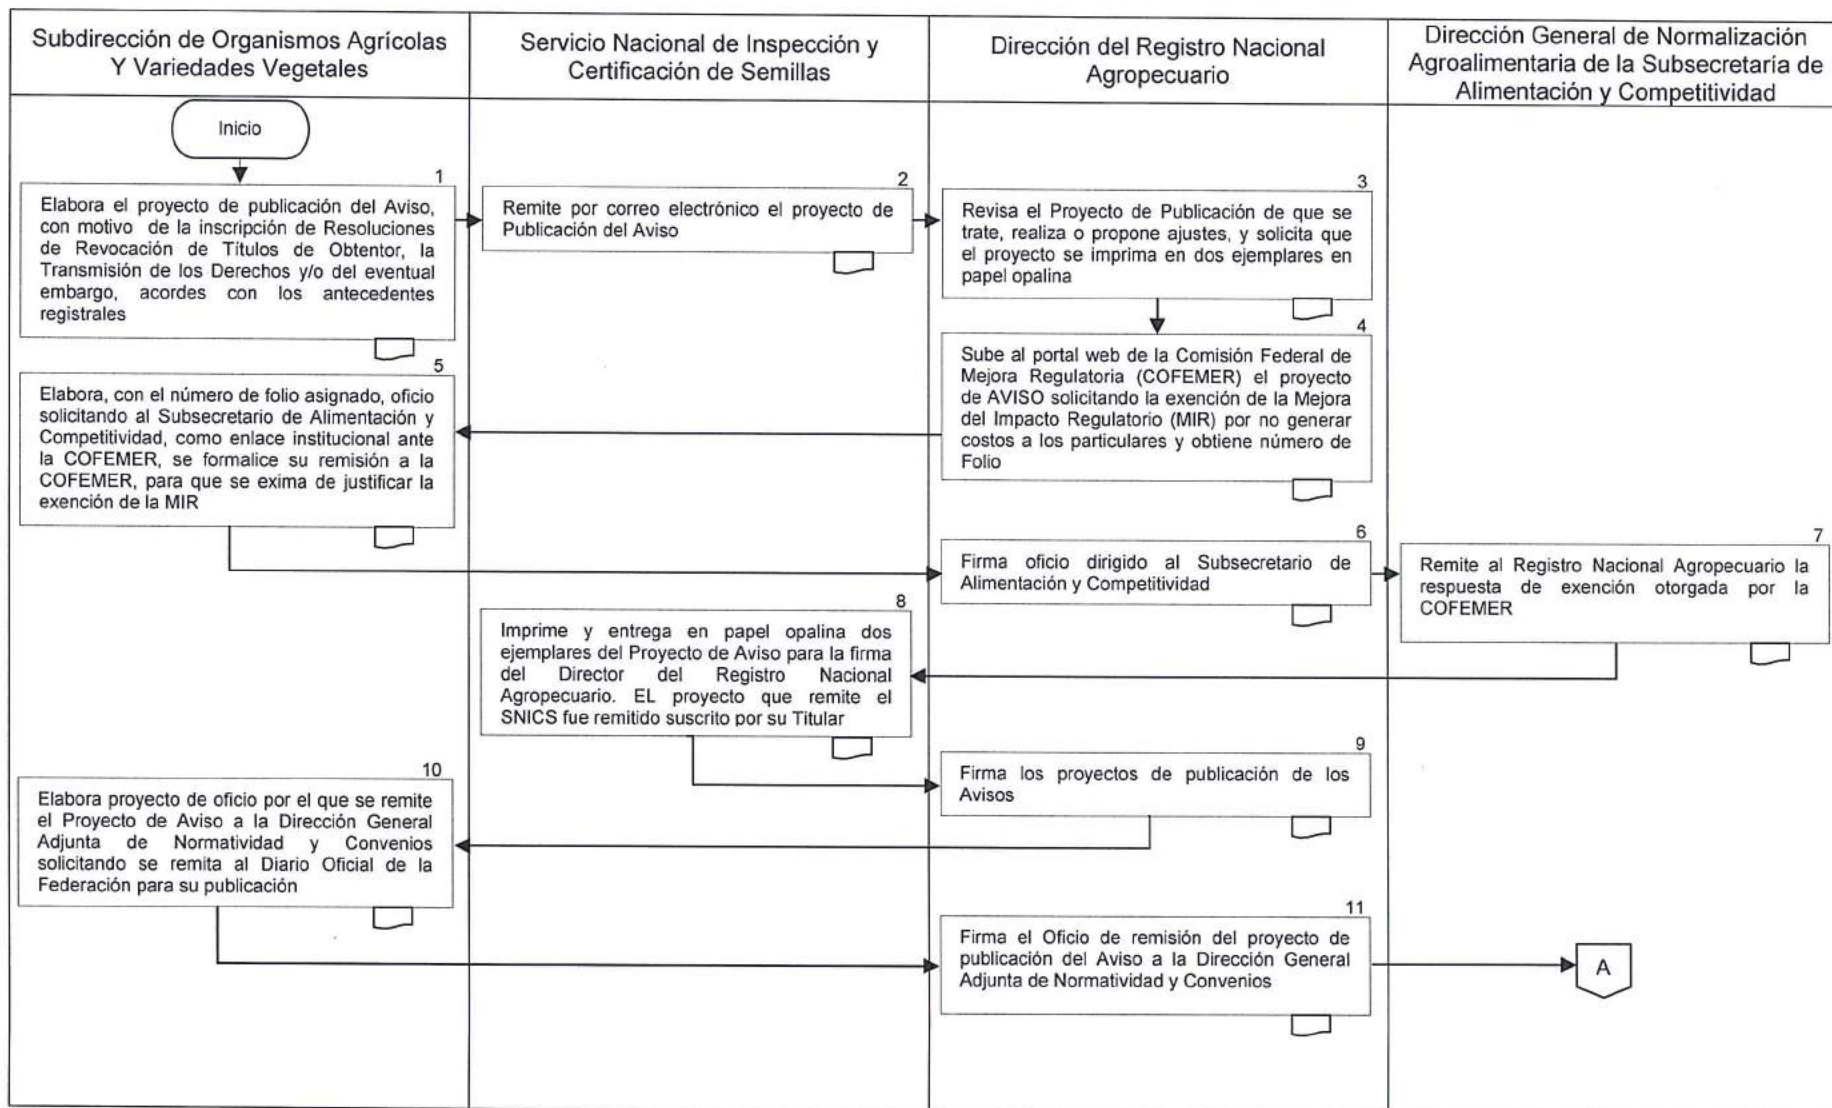 Subdirección de Organismos Agrícolas
Y Variedades Vegetales
Servicio Nacional de Inspección y
Certificación de Semillas
Dirección del Registro Nacional
Agropecuario
Dirección General de Normalización
Agroalimentaria de la Subsecretaría de
Alimentación y Competitividad
Inicio
1
Elabora el proyecto de publicación del Aviso,
con motivo de la inscripción de Resoluciones
de Revocación de Títulos de Obtentor, la
Transmisión de los Derechos y/o del eventual
embargo, acordes con los antecedentes
registrales
2
Remite por correo electrónico el proyecto de
Publicación del Aviso
3
Revisa el Proyecto de Publicación de que se
trate, realiza o propone ajustes, y solicita que
el proyecto se imprima en dos ejemplares en
papel opalina
4
Sube al portal web de la Comisión Federal de
Mejora Regulatoria (COFEMER) el proyecto
de AVISO solicitando la exención de la Mejora
del Impacto Regulatorio (MIR) por no generar
costos a los particulares y obtiene número de
Folio
5
Elabora, con el número de folio asignado, oficio
solicitando al Subsecretario de Alimentación y
Competitividad, como enlace institucional ante
la COFEMER, se formalice su remisión a la
COFEMER, para que se exima de justificar la
exención de la MIR
6
Firma oficio dirigido al Subsecretario de
Alimentación y Competitividad
7
Remite al Registro Nacional Agropecuario la
respuesta de exención otorgada por la
COFEMER
8
Imprime y entrega en papel opalina dos
ejemplares del Proyecto de Aviso para la firma
del Director del Registro Nacional
Agropecuario. EL proyecto que remite el
SNICS fue remitido suscrito por su Titular
9
Firma los proyectos de publicación de los
Avisos
10
Elabora proyecto de oficio por el que se remite
el Proyecto de Aviso a la Dirección General
Adjunta de Normatividad y Convenios
solicitando se remita al Diario Oficial de la
Federación para su publicación
11
Firma el Oficio de remisión del proyecto de
publicación del Aviso a la Dirección General
Adjunta de Normatividad y Convenios
A